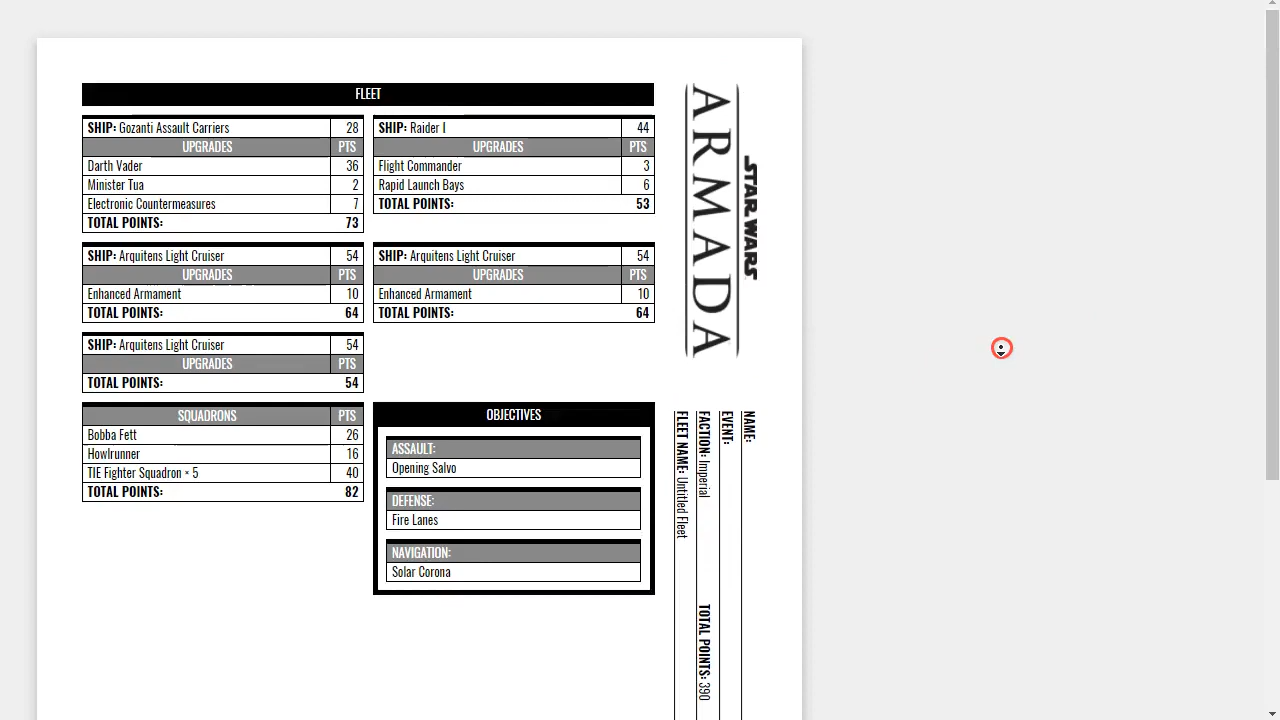 FLEET
SHIP: Gozanti Assault Carriers 28
UPGRADES PTS
Darth Vader 36
Minister Tua 2
Electronic Countermeasures 7
TOTAL POINTS: 73
SHIP: Raider I 44
UPGRADES PTS
Flight Commander 3
Rapid Launch Bays 6
TOTAL POINTS: 53
SHIP: Arquitens Light Cruiser 54
UPGRADES PTS
Enhanced Armament 10
TOTAL POINTS: 64
SHIP: Arquitens Light Cruiser 54
UPGRADES PTS
Enhanced Armament 10
TOTAL POINTS: 64
SHIP: Arquitens Light Cruiser 54
UPGRADES PTS
TOTAL POINTS: 54
SQUADRONS PTS
Bobba Fett 26
Howlrunner 16
TIE Fighter Squadron × 5 40
TOTAL POINTS: 82
OBJECTIVES
ASSAULT:
Opening Salvo
DEFENSE:
Fire Lanes
NAVIGATION:
Solar Corona
STAR WARS
ARMADA
NAME:
EVENT:
FACTION: Imperial TOTAL POINTS: 390
FLEET NAME: Untitled Fleet